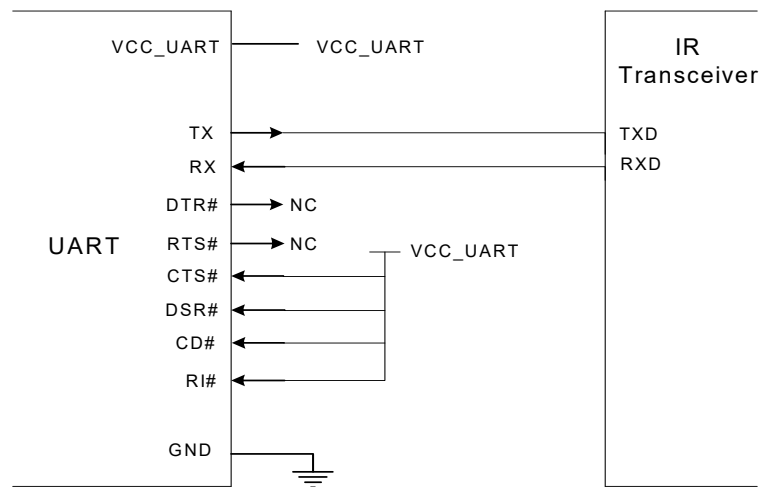 VCC_UART
VCC_UART
IR
Transceiver
TX
TXD
RX
RXD
DTR#
NC
UART
RTS#
NC
VCC_UART
CTS#
DSR#
CD#
RI#
GND